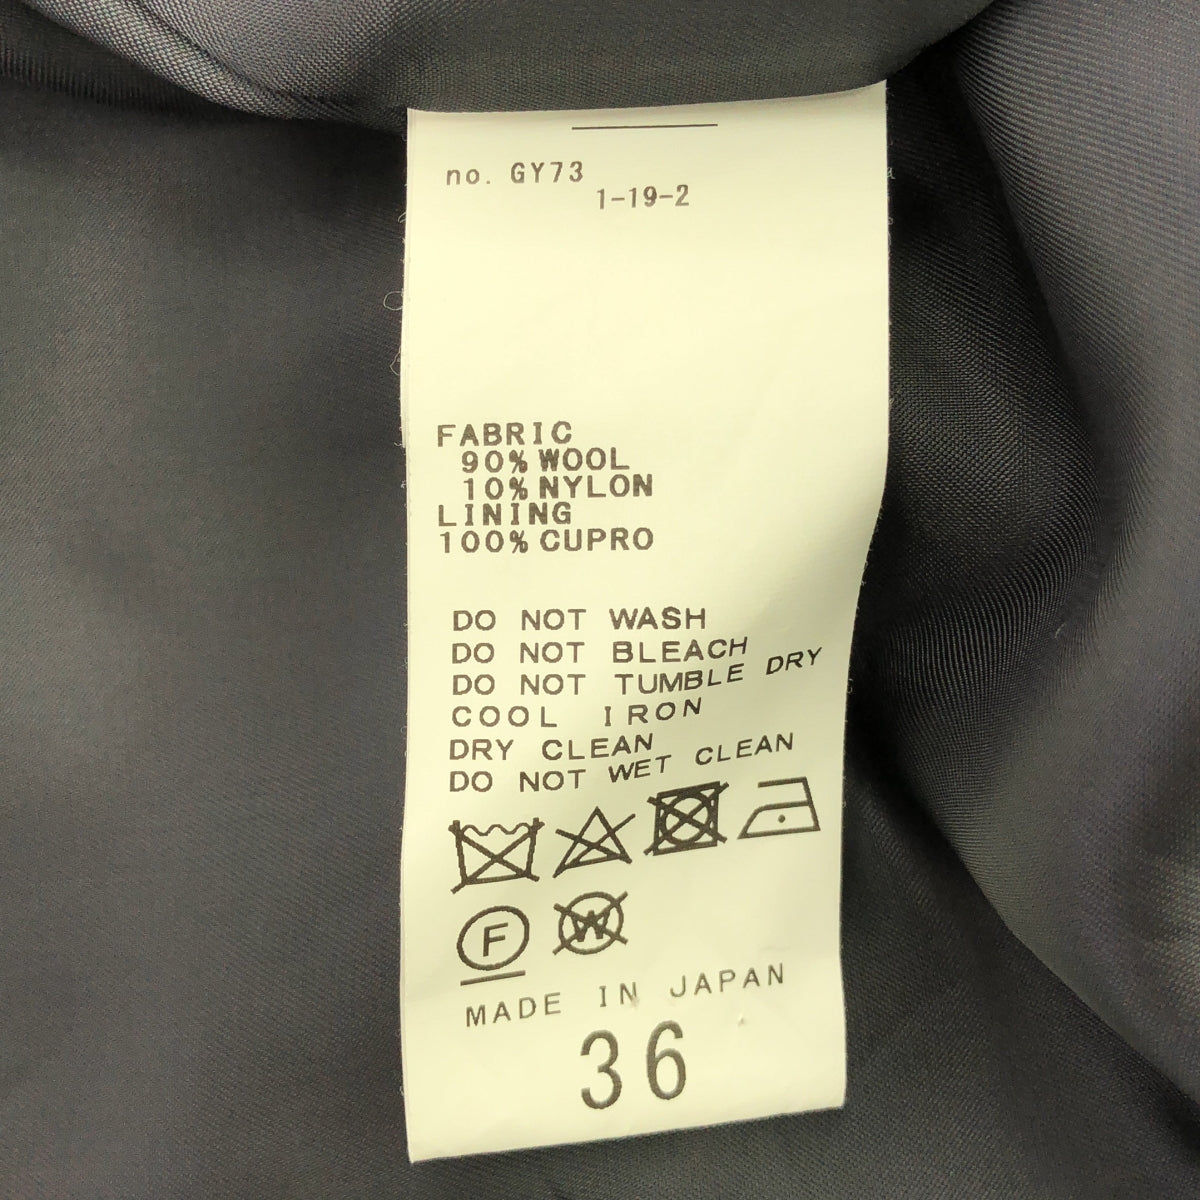 no. GY73
1-19-2
FABRIC
90% WOOL
10% NYLON
LINING
100% CUPRO
DO NOT WASH
DO NOT BLEACH
DO NOT TUMBLE DRY
COOL IRON
DRY CLEAN
DO NOT WET CLEAN
F W
MADE IN JAPAN
36